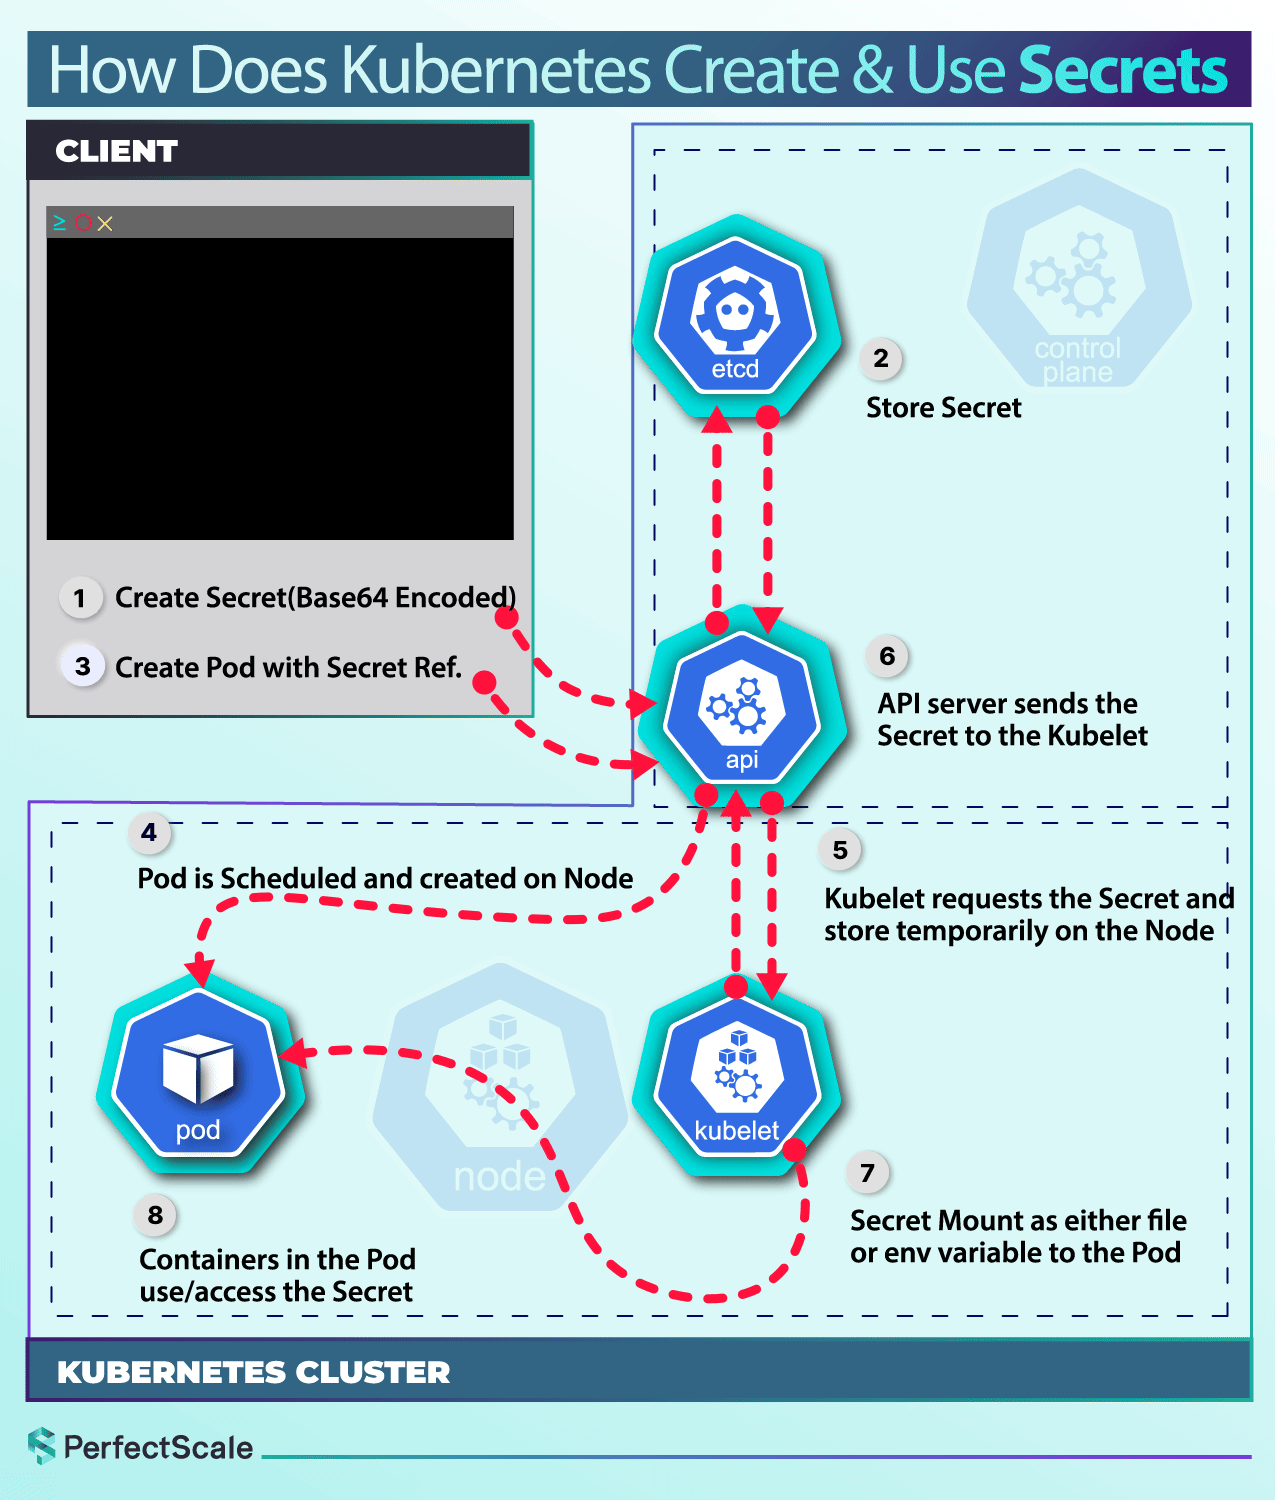 How Does Kubernetes Create & Use Secrets
CLIENT
1 Create Secret(Base64 Encoded)
3 Create Pod with Secret Ref.
etcd
control
plane
2
Store Secret
api
6
API server sends the
Secret to the Kubelet
4
Pod is Scheduled and created on Node
5
Kubelet requests the Secret and
store temporarily on the Node
pod
node
kubelet
7
Secret Mount as either file
or env variable to the Pod
8
Containers in the Pod
use/access the Secret
KUBERNETES CLUSTER
PerfectScale